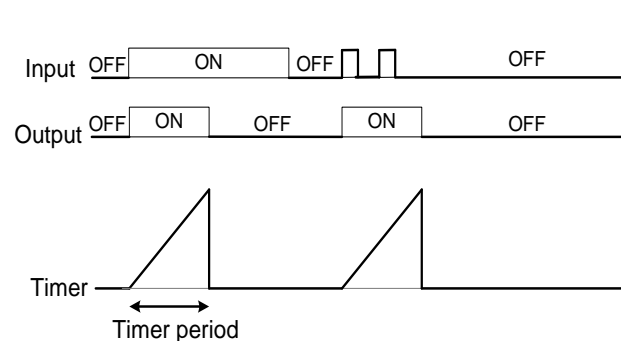 Input OFF ON OFF OFF
Output OFF ON OFF ON OFF
Timer
Timer period